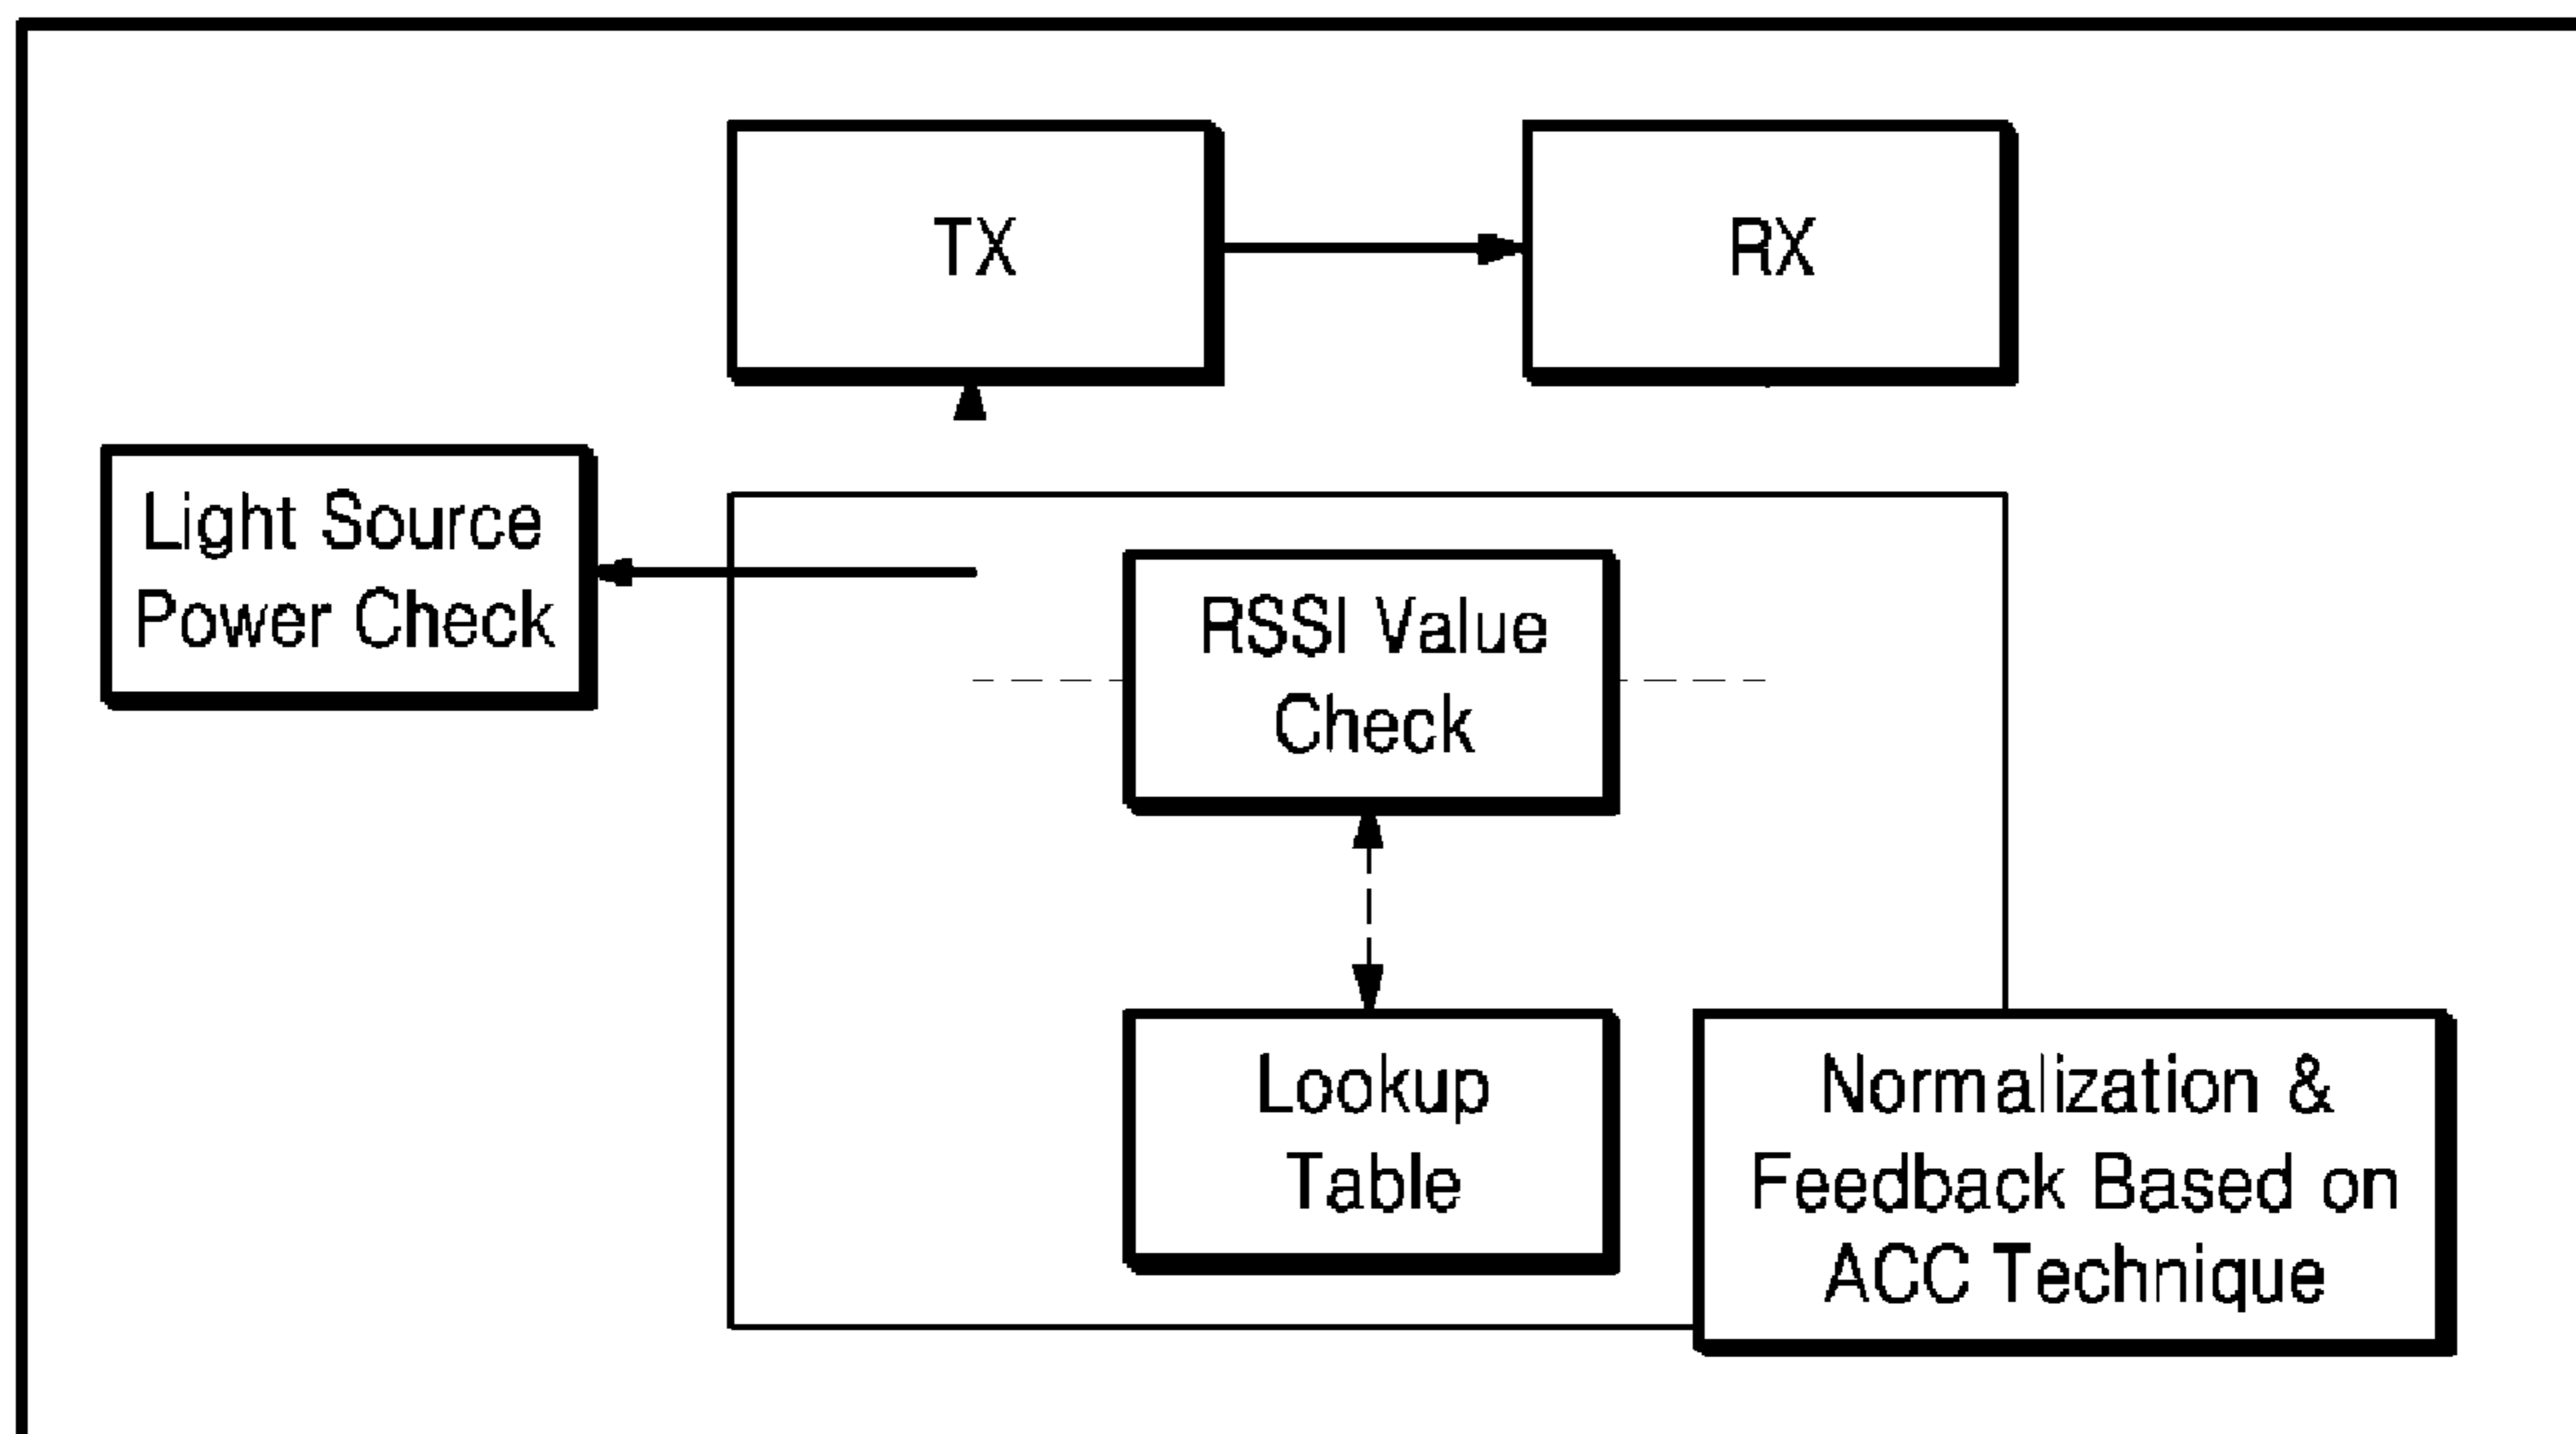 TX
RX
Light Source
Power Check
RSSI Value
Check
Lookup
Table
Normalization &
Feedback Based on
ACC Technique